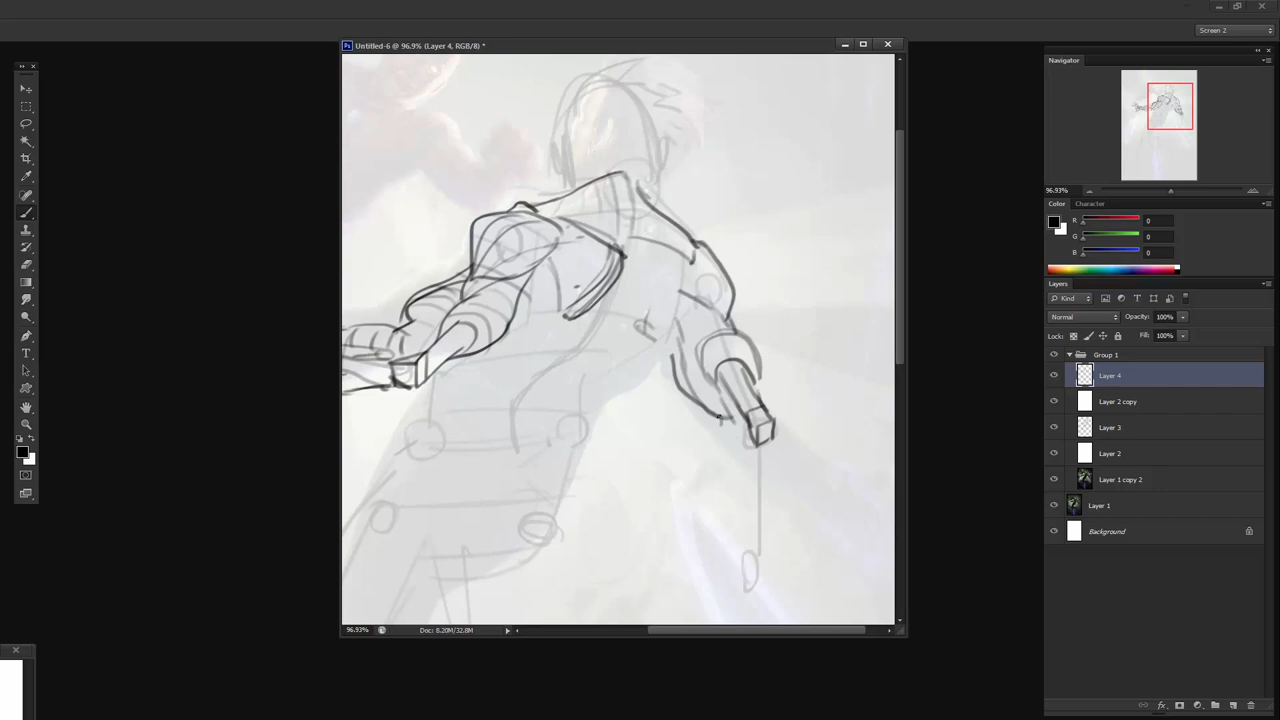 Screen 2
Ps Untitled-6 @ 96.9% (Layer 4, RGB/8) *
Navigator
96.93%
Color Character
R 0
G 0
B 0
Layers
Kind
Normal Opacity: 100%
Lock: Fill: 100%
Group 1
Layer 4
Layer 2 copy
Layer 3
Layer 2
Layer 1 copy 2
Layer 1
Background
96.93% Doc: 8.20M/32.8M